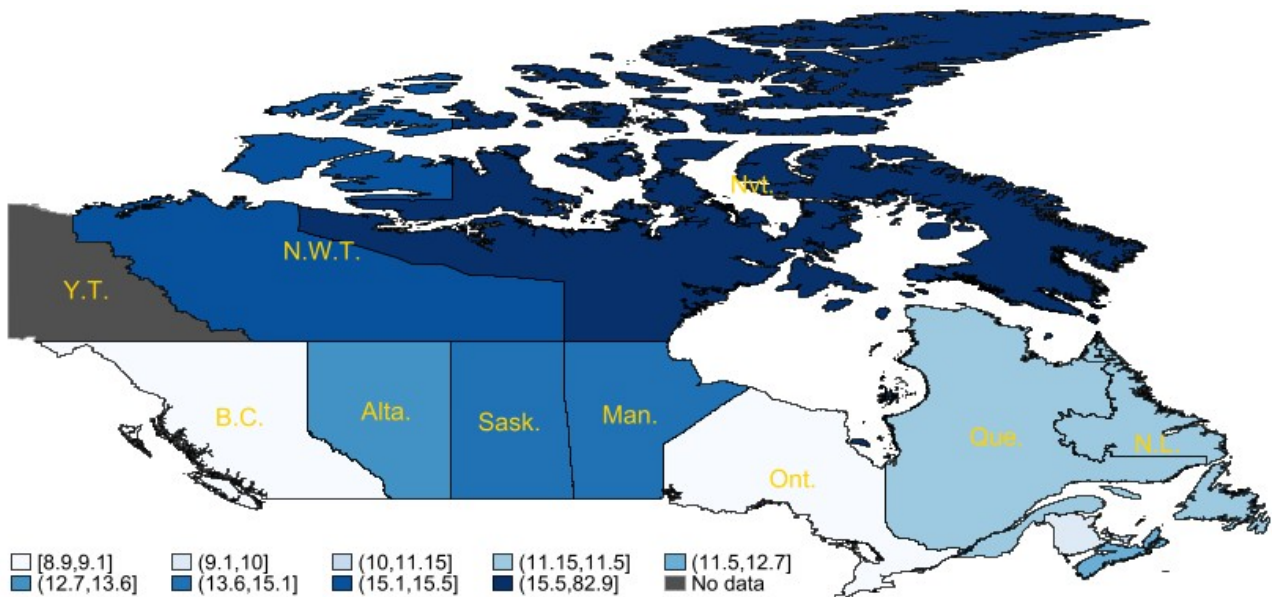 Nvt.
N.W.T.
Y.T.
B.C.
Alta.
Sask.
Man.
Que.
N.L.
Ont.
[8.9,9.1] (9.1,10] (10,11.15] (11.15,11.5] (11.5,12.7]
(12.7,13.6] (13.6,15.1] (15.1,15.5] (15.5,82.9] No data